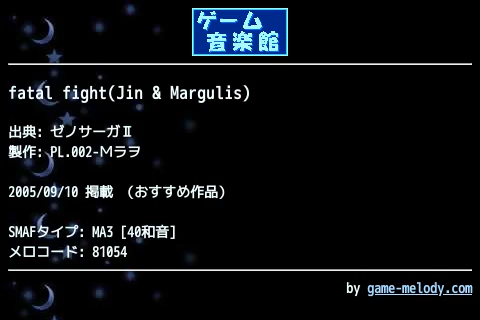 ゲーム
音楽館
fatal fight(Jin & Margulis)
出典: ゼノサーガⅡ
製作: PL.002-Mラヲ
2005/09/10 掲載 (おすすめ作品)
SMAFタイプ: MA3 [40和音]
メロコード: 81054
by game-melody.com